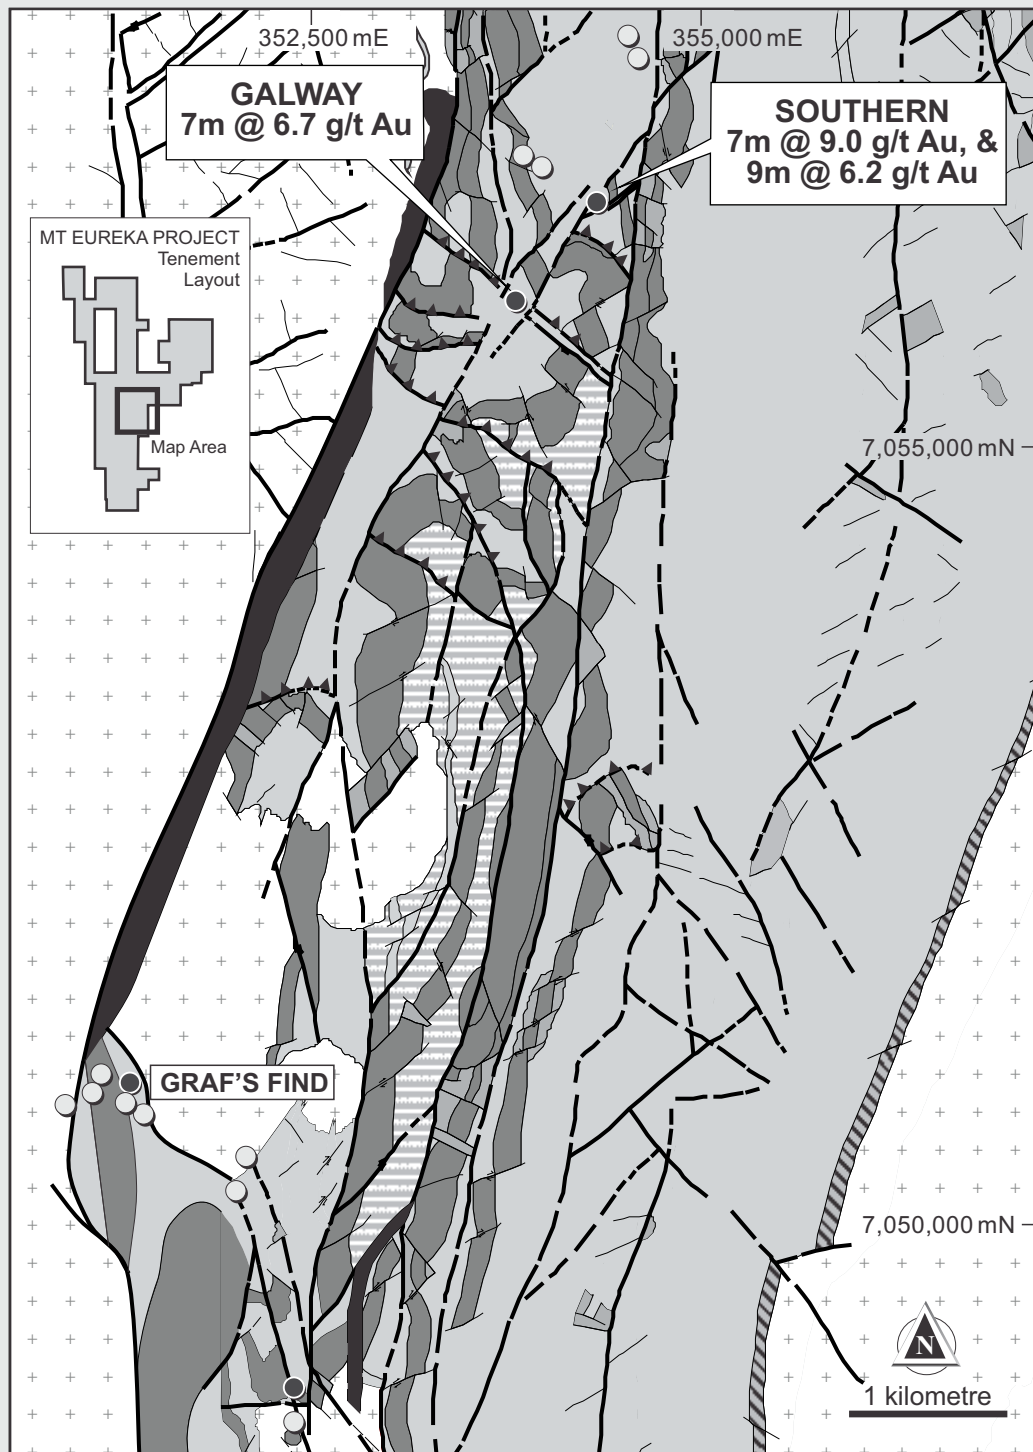 352,500 mE
355,000 mE
GALWAY
7m @ 6.7 g/t Au
SOUTHERN
7m @ 9.0 g/t Au, &
9m @ 6.2 g/t Au
MT EUREKA PROJECT
Tenement
Layout
Map Area
7,055,000 mN
GRAF'S FIND
7,050,000 mN
N
1 kilometre